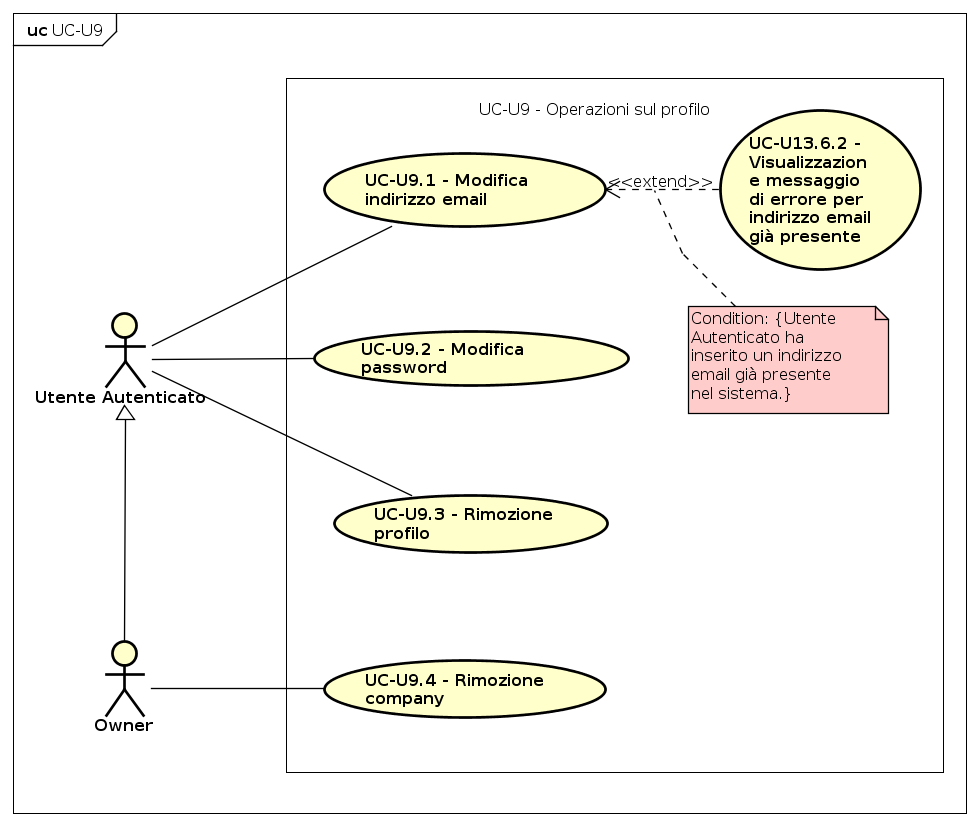 uc UC-U9
UC-U9 - Operazioni sul profilo
UC-U9.1 - Modifica
indirizzo email
<<extend>>
UC-U13.6.2 -
Visualizzazion
e messaggio
di errore per
indirizzo email
già presente
Condition: {Utente
Autenticato ha
inserito un indirizzo
email già presente
nel sistema.}
UC-U9.2 - Modifica
password
Utente Autenticato
UC-U9.3 - Rimozione
profilo
UC-U9.4 - Rimozione
company
Owner